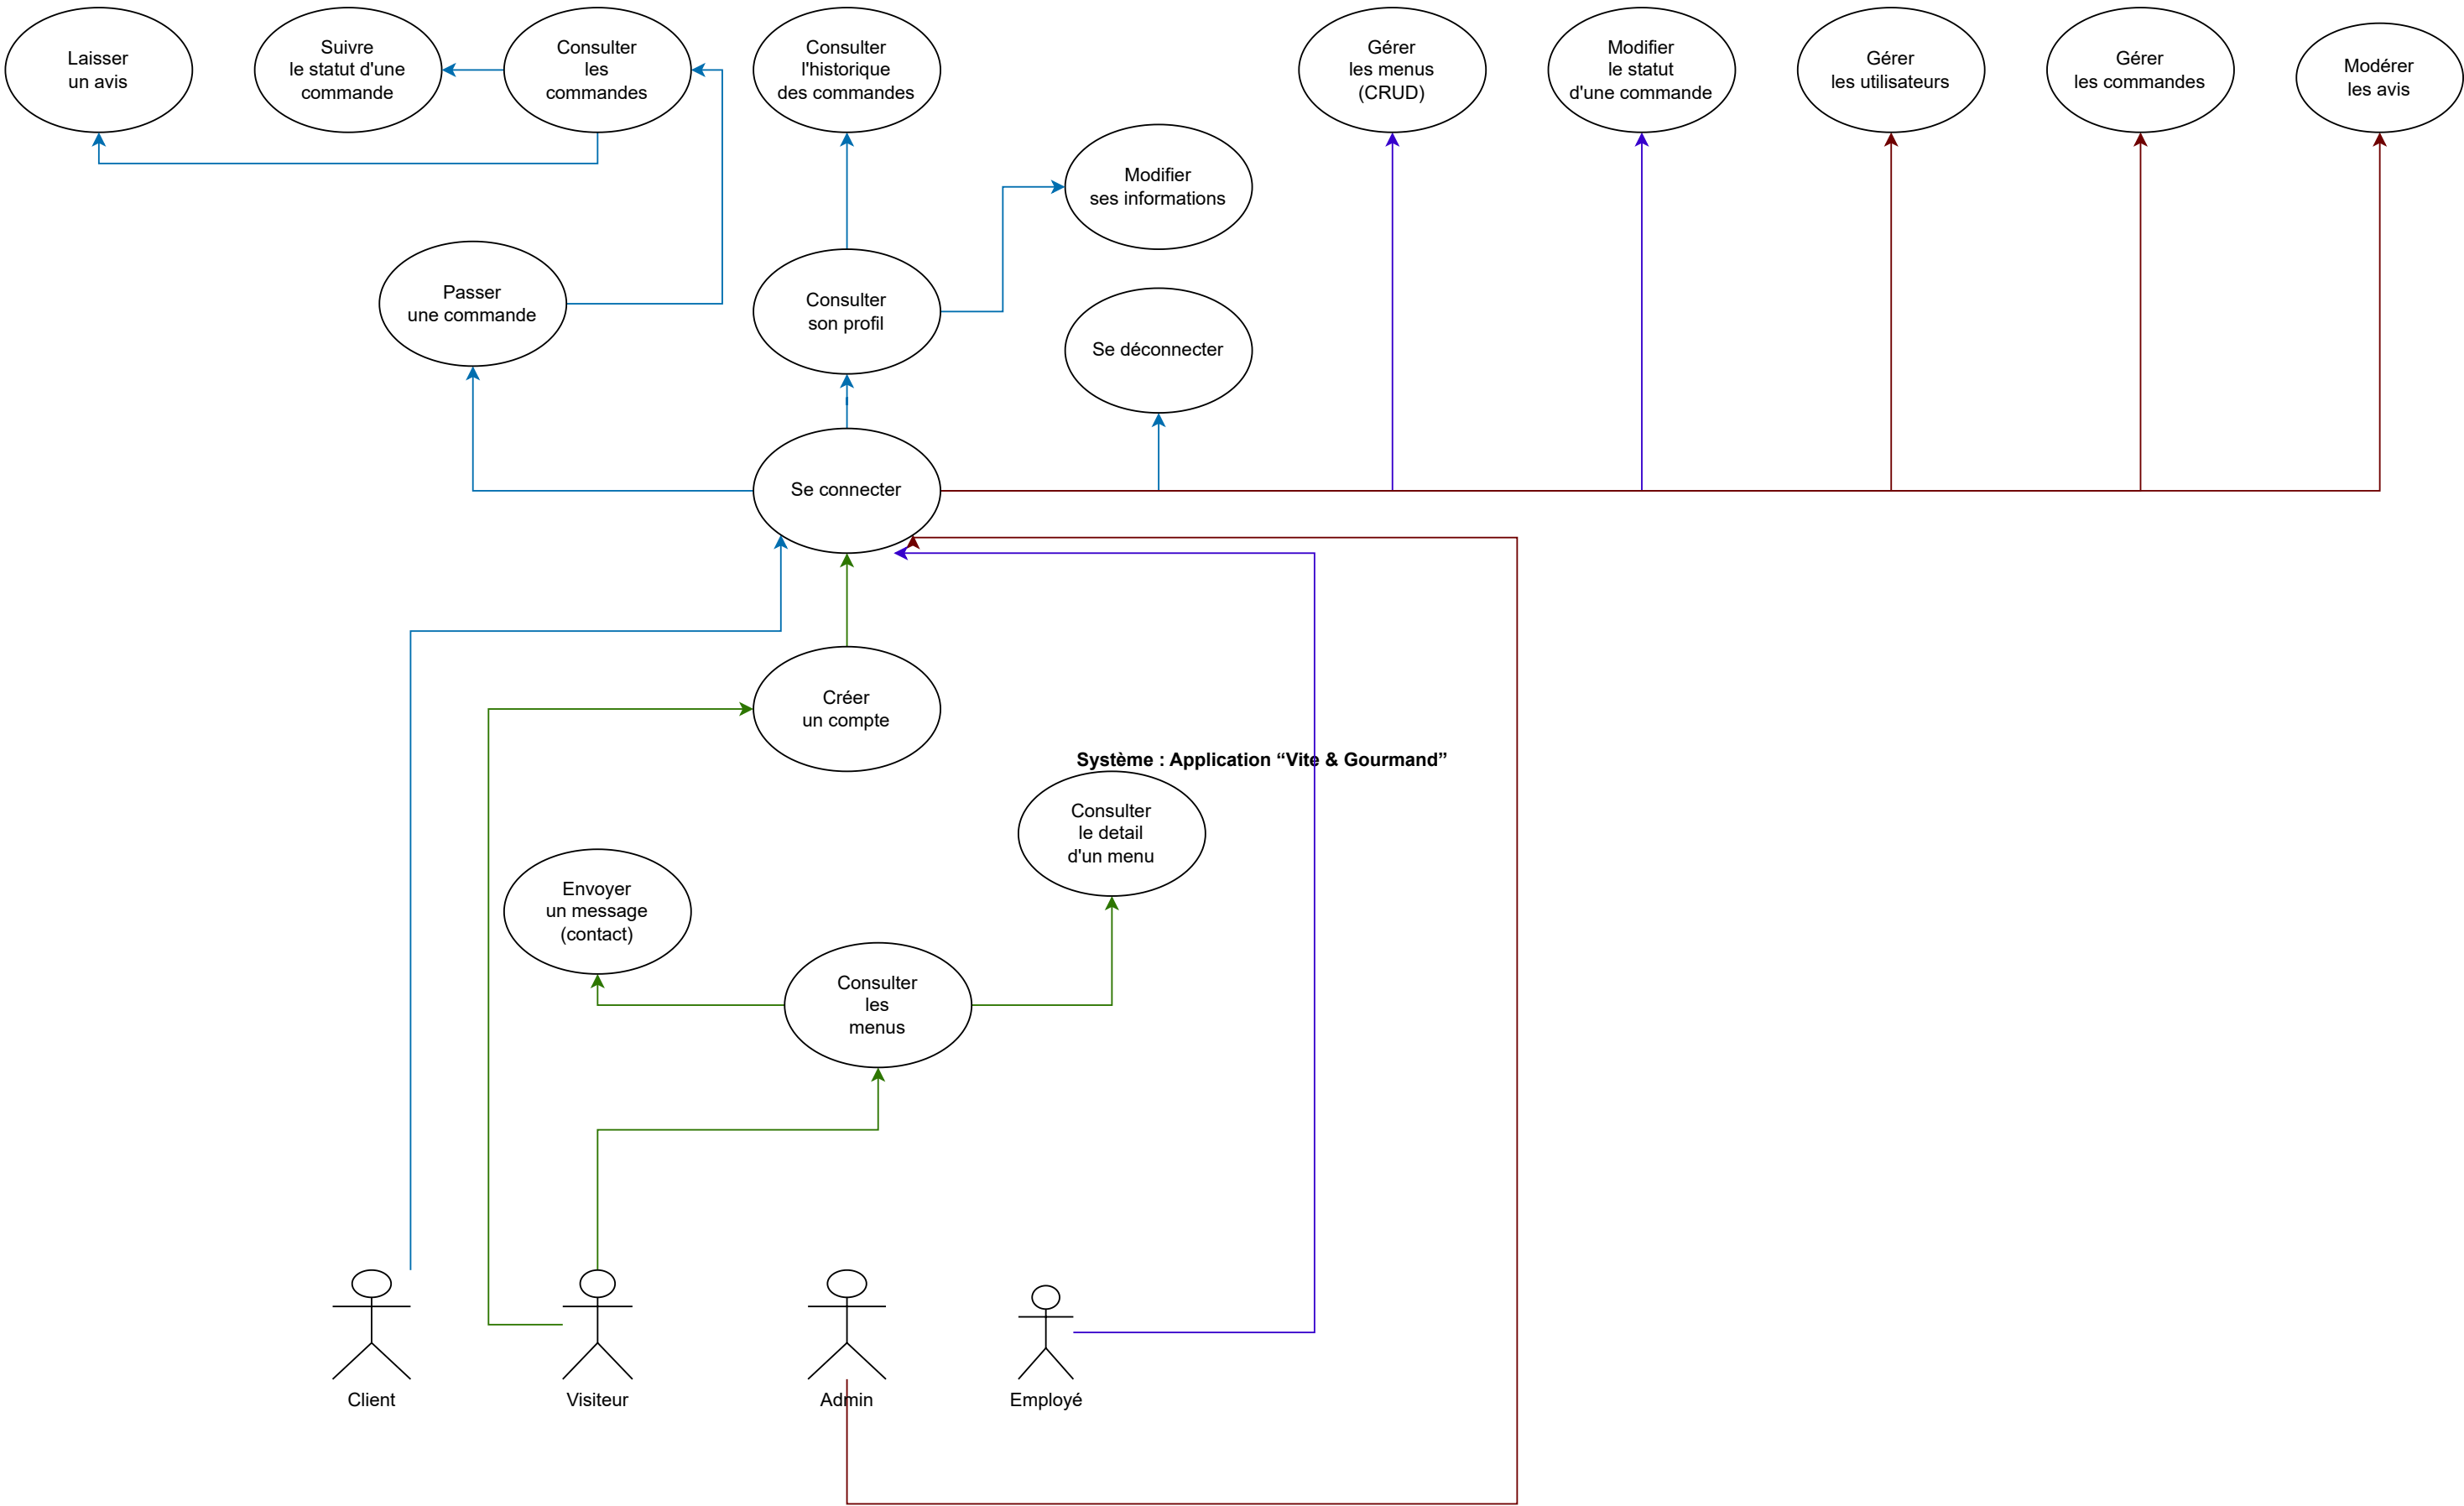 Laisser
un avis
Suivre
le statut d'une
commande
Consulter
les
commandes
Consulter
l'historique
des commandes
Gérer
les menus
(CRUD)
Modifier
le statut
d'une commande
Gérer
les utilisateurs
Gérer
les commandes
Modérer
les avis
Modifier
ses informations
Passer
une commande
Consulter
son profil
Se déconnecter
Se connecter
Créer
un compte
Système : Application “Vite & Gourmand”
Consulter
le detail
d'un menu
Envoyer
un message
(contact)
Consulter
les
menus
Client
Visiteur
Admin
Employé